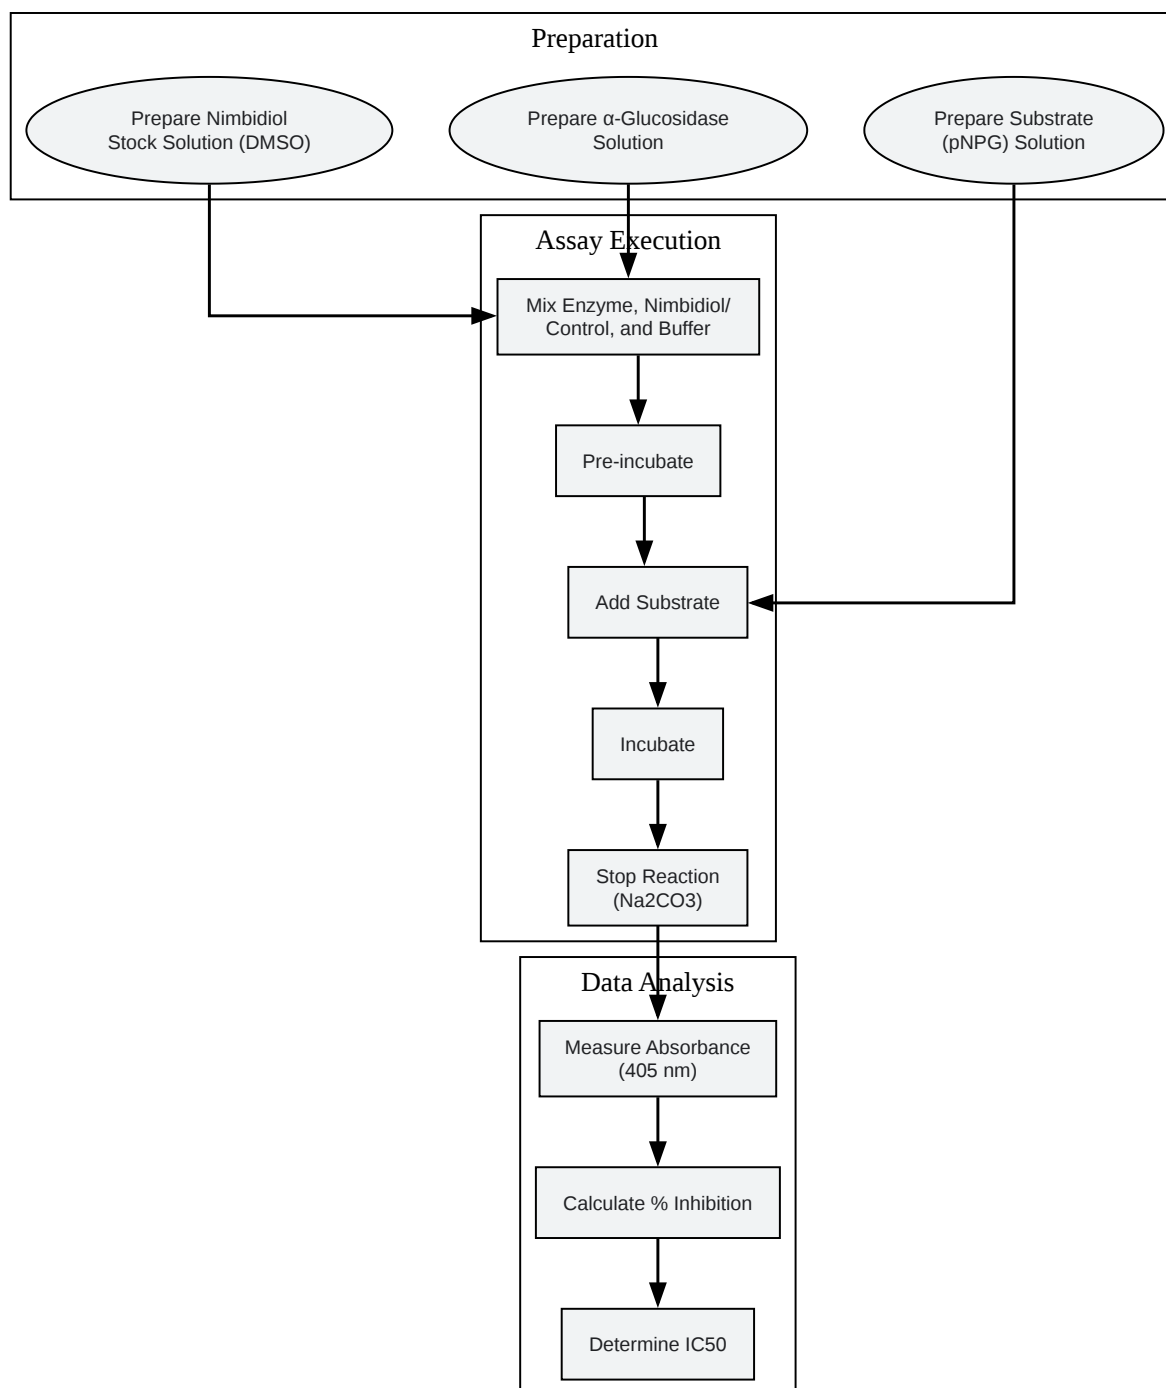 Preparation
Prepare Nimbidiol
Stock Solution (DMSO)
Prepare α-Glucosidase
Solution
Prepare Substrate
(pNPG) Solution
Assay Execution
Mix Enzyme, Nimbidiol/
Control, and Buffer
Pre-incubate
Add Substrate
Incubate
Stop Reaction
(Na2CO3)
Data Analysis
Measure Absorbance
(405 nm)
Calculate % Inhibition
Determine IC50